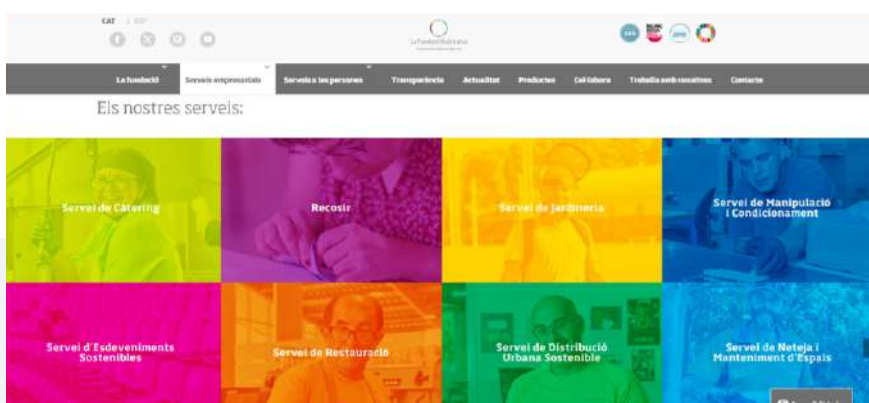 CAT | ESP
La fundació Serveis empresarials Serveis a les persones Transparència Actualitat Productes Col·labora Treballa amb nosaltres Contacte
Els nostres serveis:
Servei de Càtering
Recosir
Servei de Jardineria
Servei de Manipulació
i Condicionament
Servei d'Esdeveniments
Sostenibles
Servei de Restauració
Servei de Distribució
Urbana Sostenible
Servei de Neteja i
Manteniment d'Espais